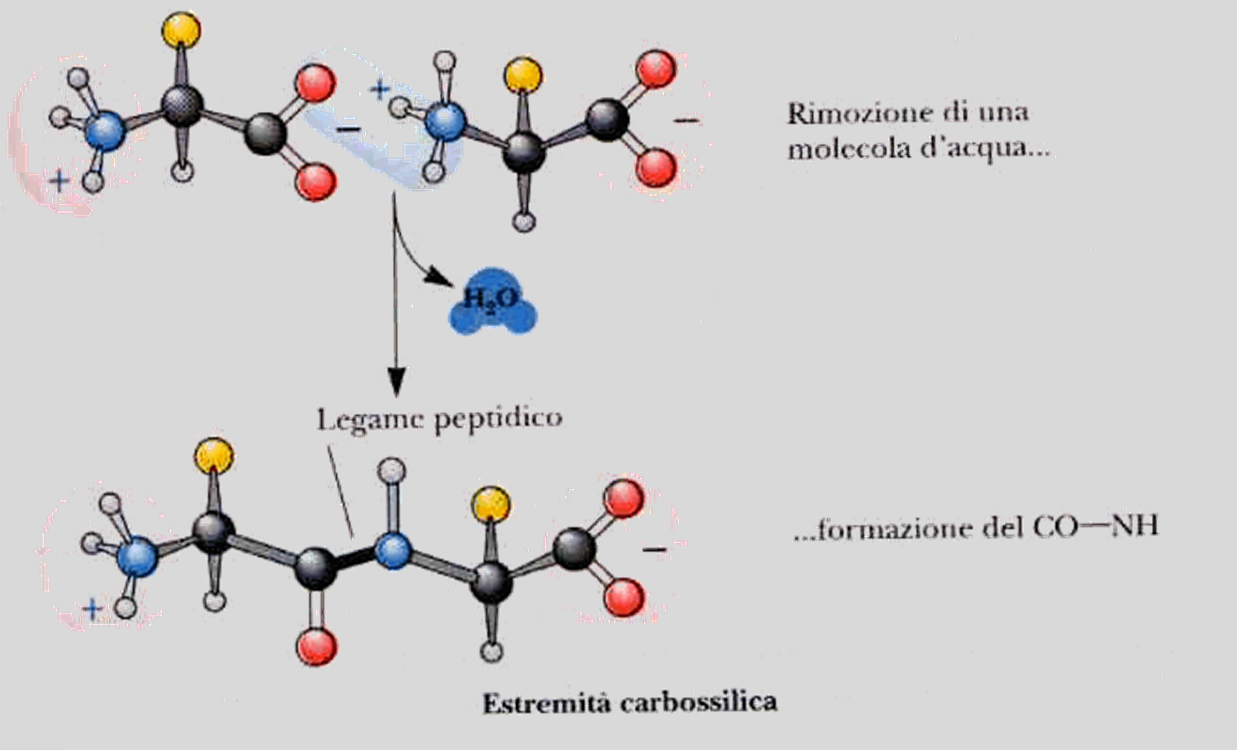 Rimozione di una
molecola d'acqua...
+
−
+
−
H₂O
Legame peptidico
...formazione del CO—NH
+
−
Estremità carbossilica